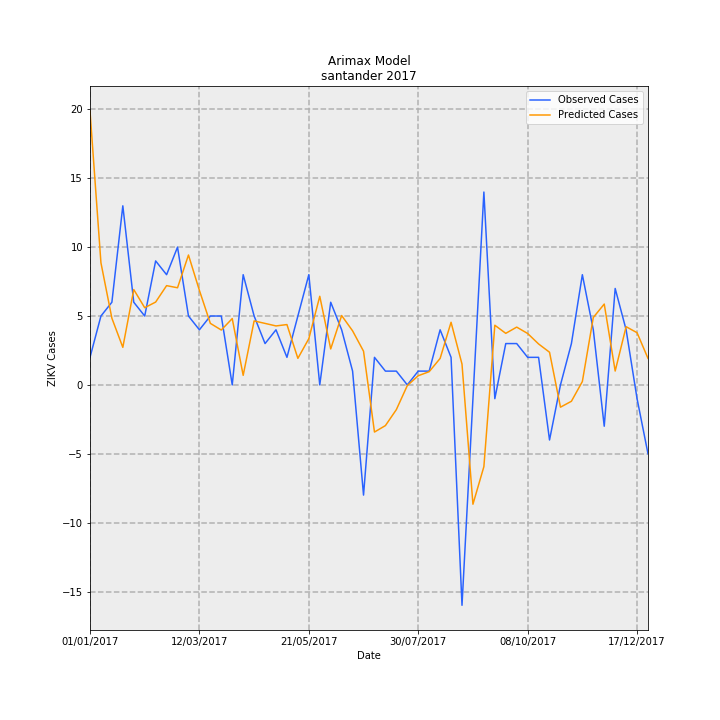 Arimax Model
santander 2017
Observed Cases
Predicted Cases
ZIKV Cases
20
15
10
5
0
−5
−10
−15
01/01/2017 12/03/2017 21/05/2017 30/07/2017 08/10/2017 17/12/2017
Date